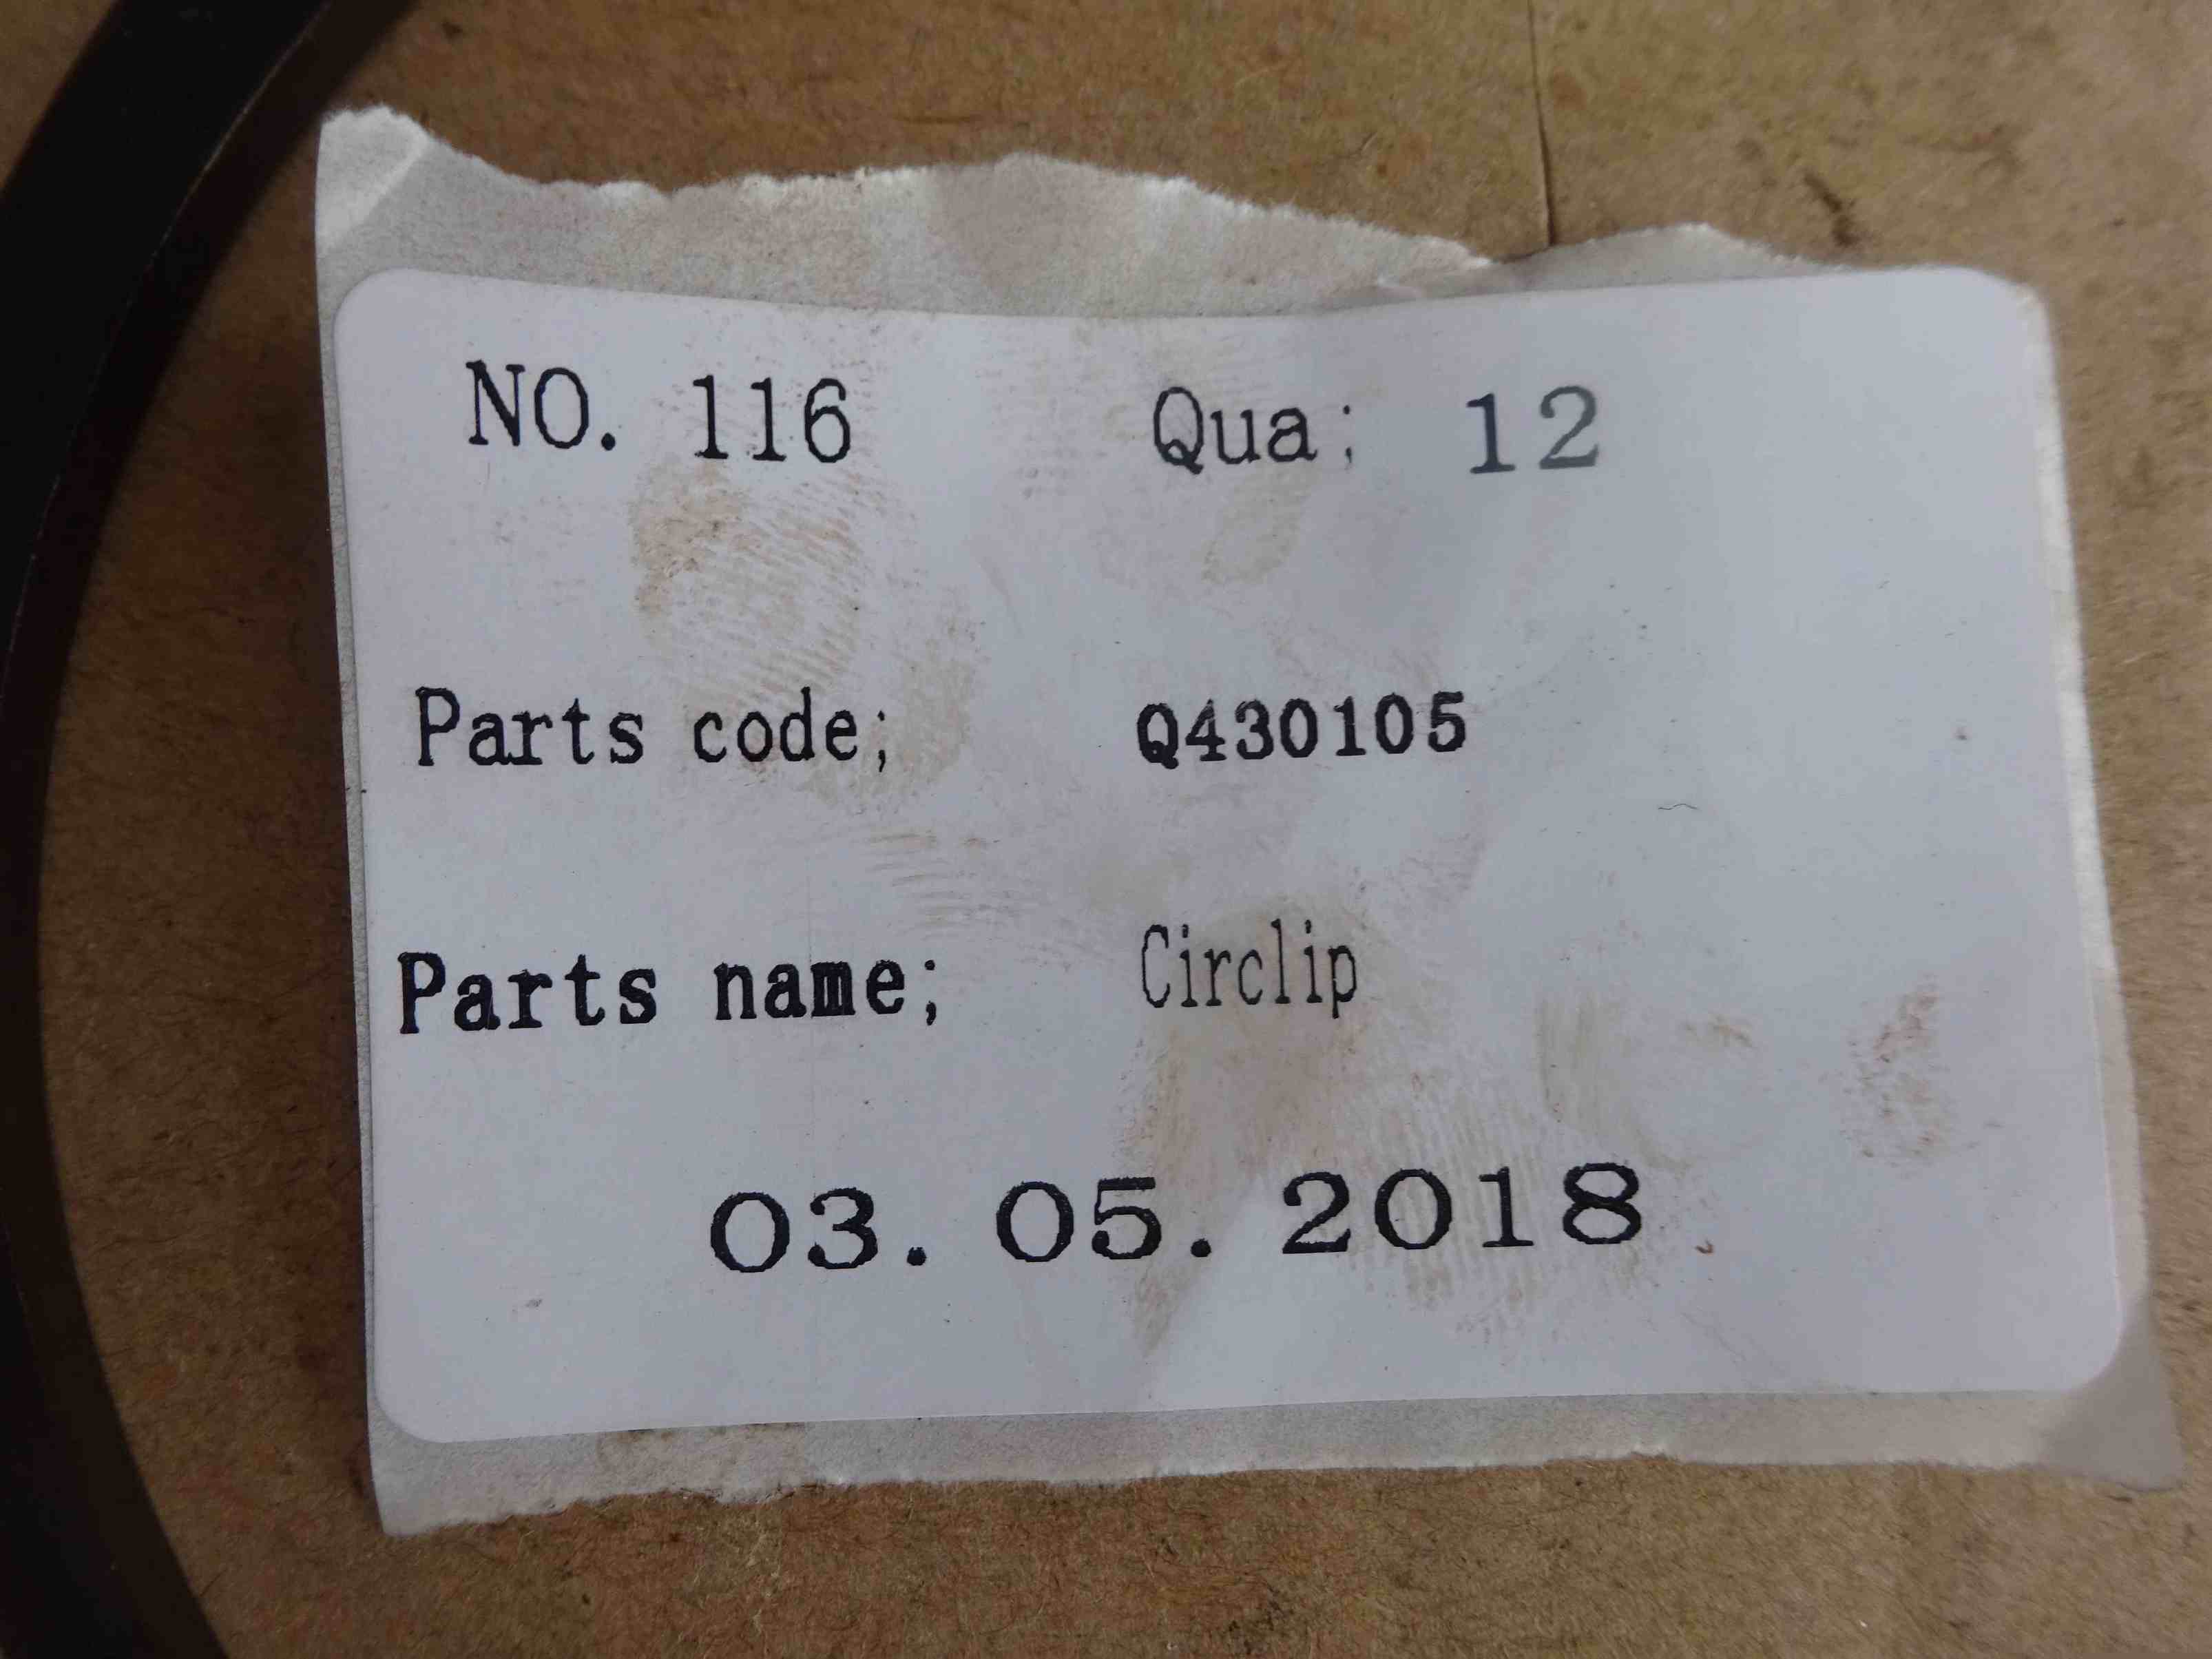 NO. 116 Qua; 12
Parts code; Q430105
Parts name; Circlip
03.05.2018